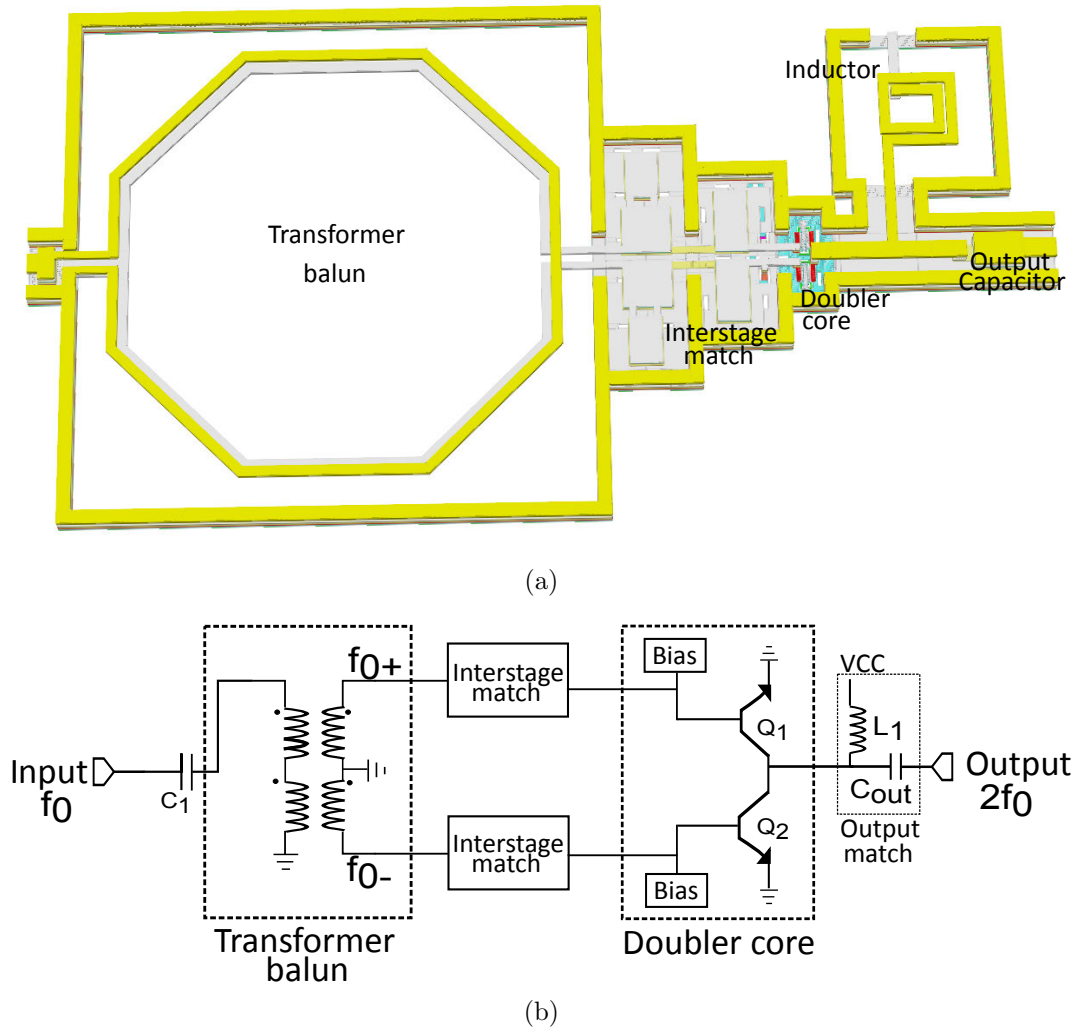 Inductor
Transformer
balun
Output
Capacitor
Doubler
core
Interstage
match
(a)
f0+
Interstage
match
Bias
VCC
Q1
L1
Input
f0
C1
Cout
Output
2f0
Q2
Output
match
f0-
Interstage
match
Bias
Transformer
balun
Doubler core
(b)